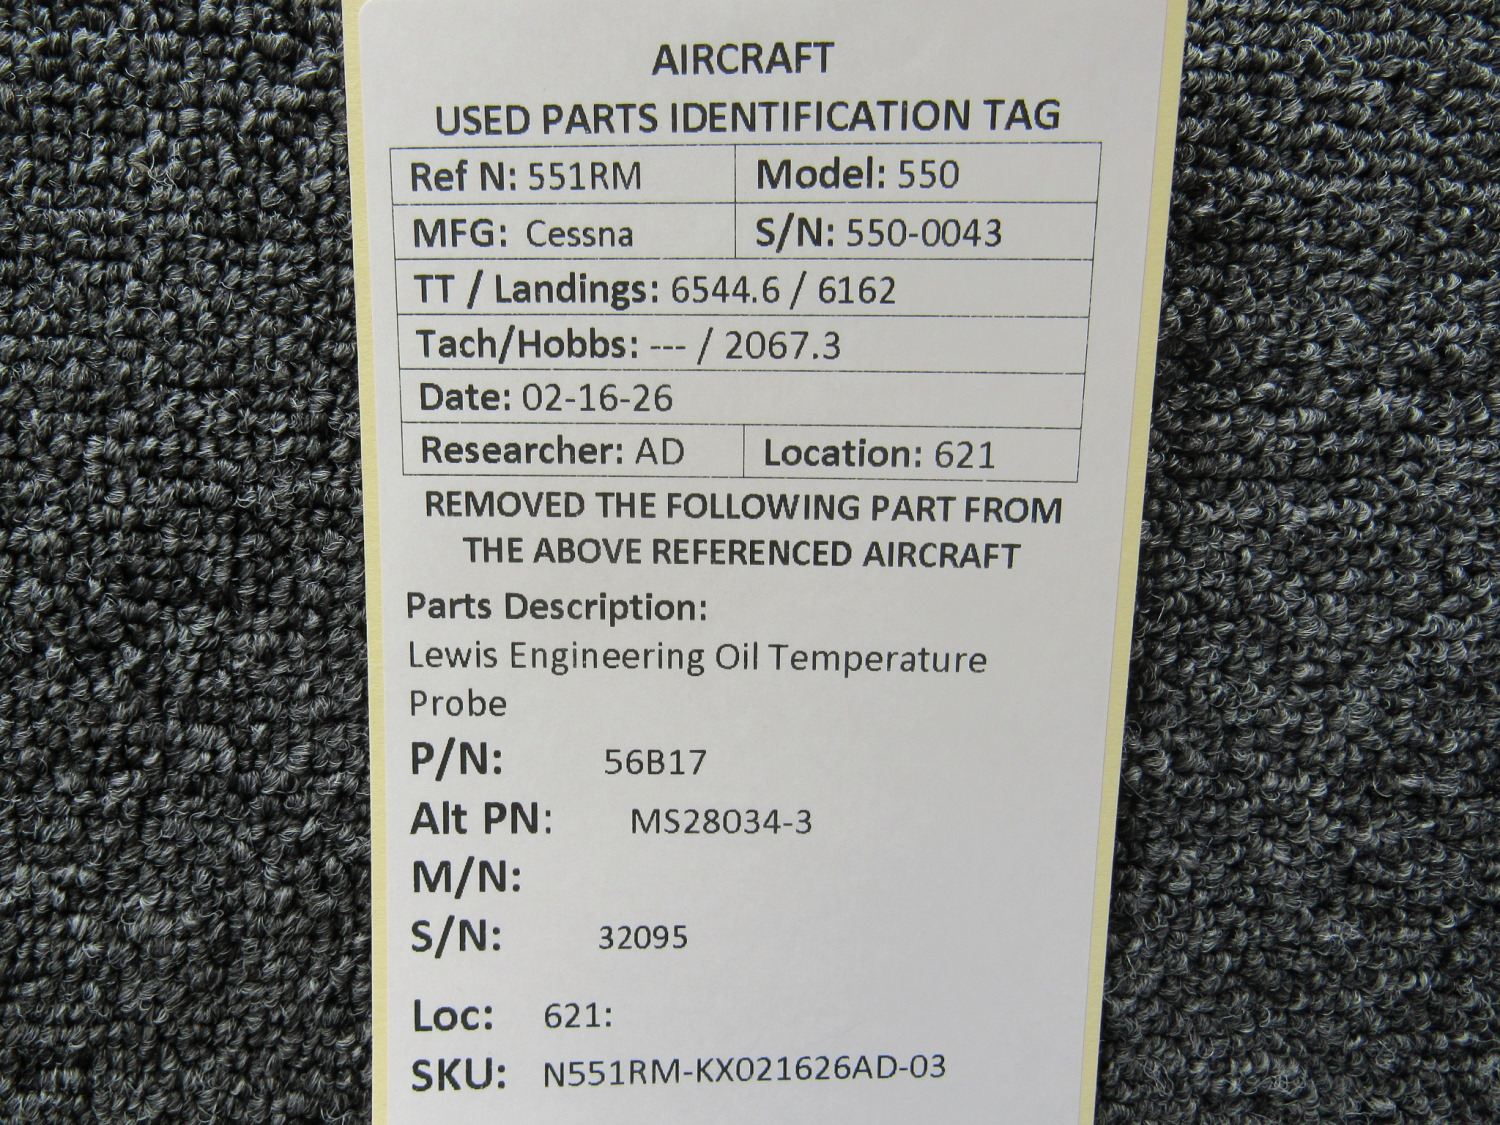 AIRCRAFT
USED PARTS IDENTIFICATION TAG
Ref N: 551RM Model: 550
MFG: Cessna S/N: 550-0043
TT / Landings: 6544.6 / 6162
Tach/Hobbs: --- / 2067.3
Date: 02-16-26
Researcher: AD Location: 621
REMOVED THE FOLLOWING PART FROM
THE ABOVE REFERENCED AIRCRAFT
Parts Description:
Lewis Engineering Oil Temperature
Probe
P/N: 56B17
Alt PN: MS28034-3
M/N:
S/N: 32095
Loc: 621:
SKU: N551RM-KX021626AD-03